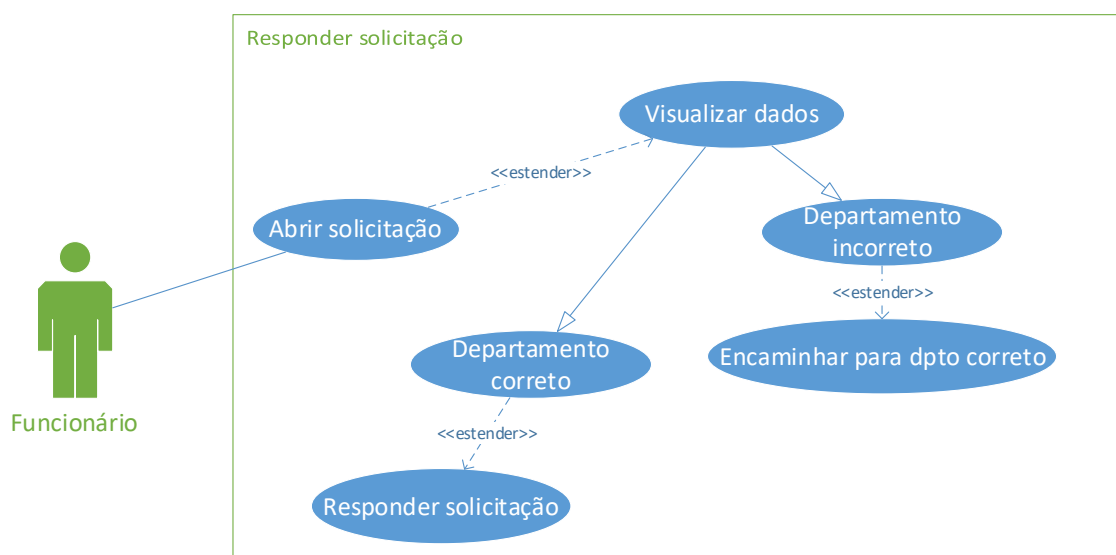 Responder solicitação
Visualizar dados
<<estender>>
Abrir solicitação
Departamento
incorreto
<<estender>>
Departamento
correto
Encaminhar para dpto correto
Funcionário
<<estender>>
Responder solicitação